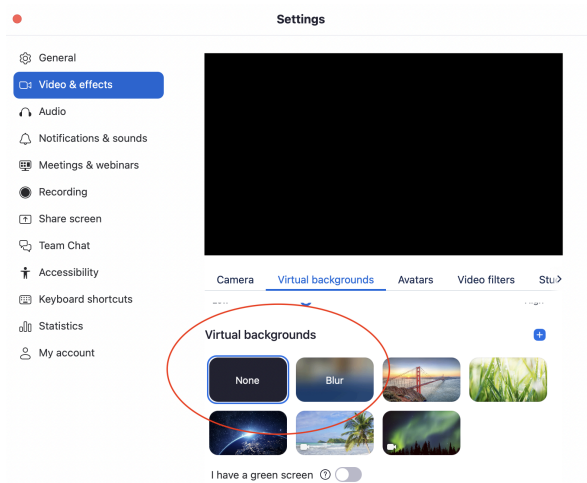 Settings
General
Video & effects
Audio
Notifications & sounds
Meetings & webinars
Recording
Share screen
Team Chat
Accessibility
Keyboard shortcuts
Statistics
My account
Camera Virtual backgrounds Avatars Video filters
Virtual backgrounds
None Blur
I have a green screen